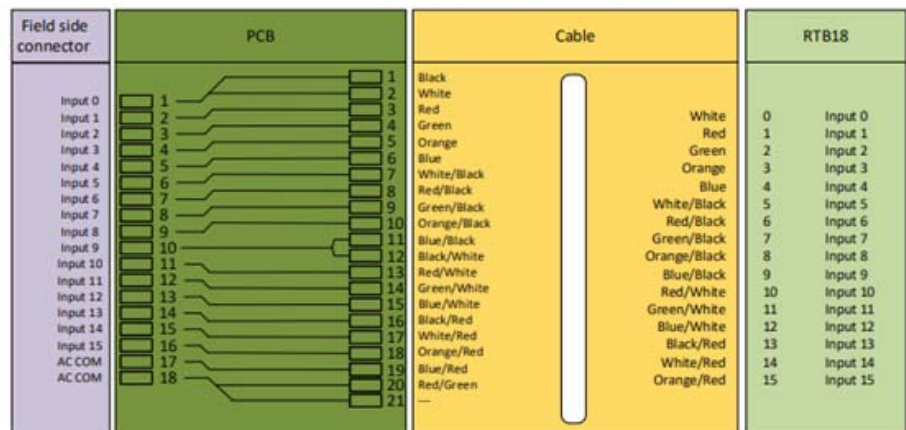 Field side connector
PCB
Cable
RTB18
Input 0
Input 1
Input 2
Input 3
Input 4
Input 5
Input 6
Input 7
Input 8
Input 9
Input 10
Input 11
Input 12
Input 13
Input 14
Input 15
AC COM
AC COM
1
2
3
4
5
6
7
8
9
10
11
12
13
14
15
16
17
18
1
2
3
4
5
6
7
8
9
10
11
12
13
14
15
16
17
18
19
20
21
Black
White
Red
Green
Orange
Blue
White/Black
Red/Black
Green/Black
Orange/Black
Blue/Black
Black/White
Red/White
Green/White
Blue/White
Black/Red
White/Red
Orange/Red
Blue/Red
Red/Green
---
White 0 Input 0
Red 1 Input 1
Green 2 Input 2
Orange 3 Input 3
Blue 4 Input 4
White/Black 5 Input 5
Red/Black 6 Input 6
Green/Black 7 Input 7
Orange/Black 8 Input 8
Blue/Black 9 Input 9
Red/White 10 Input 10
Green/White 11 Input 11
Blue/White 12 Input 12
Black/Red 13 Input 13
White/Red 14 Input 14
Orange/Red 15 Input 15